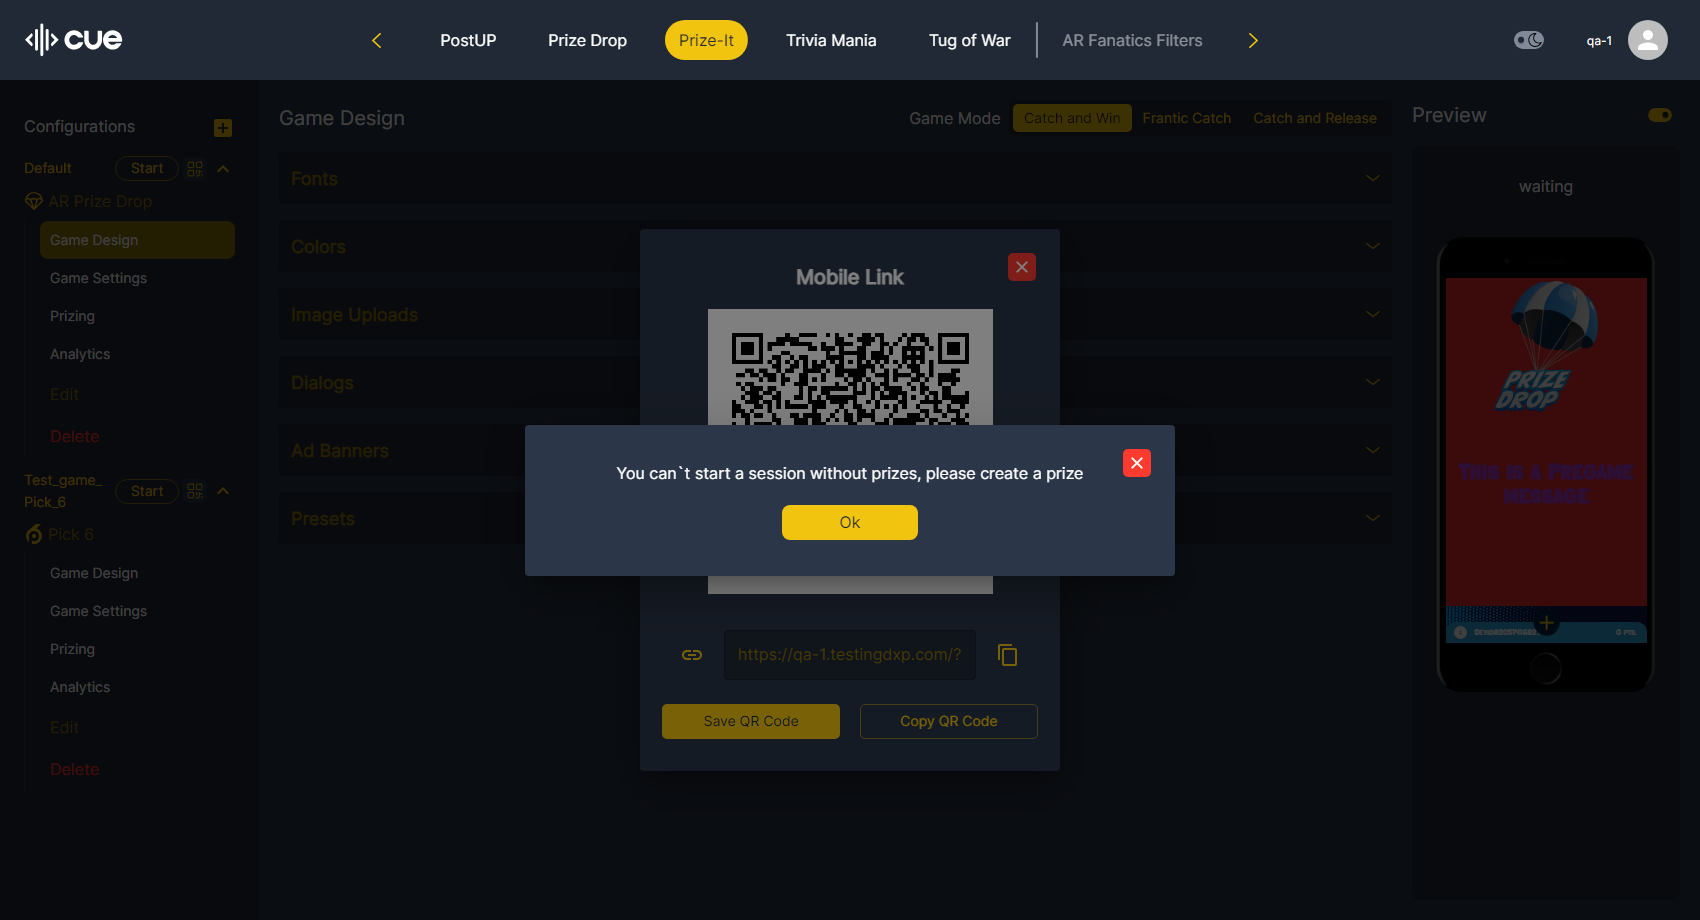 cue
PostUP
Prize Drop
Prize-It
Trivia Mania
Tug of War
AR Fanatics Filters
qa-1
Configurations
Default
Start
AR Prize Drop
Game Design
Game Settings
Prizing
Analytics
Edit
Delete
Test_game_
Pick_6
Start
Pick 6
Game Design
Game Settings
Prizing
Analytics
Edit
Delete
Game Design
Game Mode
Catch and Win
Frantic Catch
Catch and Release
Fonts
Colors
Image Uploads
Dialogs
Ad Banners
Presets
Mobile Link
You can`t start a session without prizes, please create a prize
Ok
https://qa-1.testingdxp.com/?
Save QR Code
Copy QR Code
Preview
waiting
PRIZE
DROP
THIS IS A PREGAME
MESSAGE